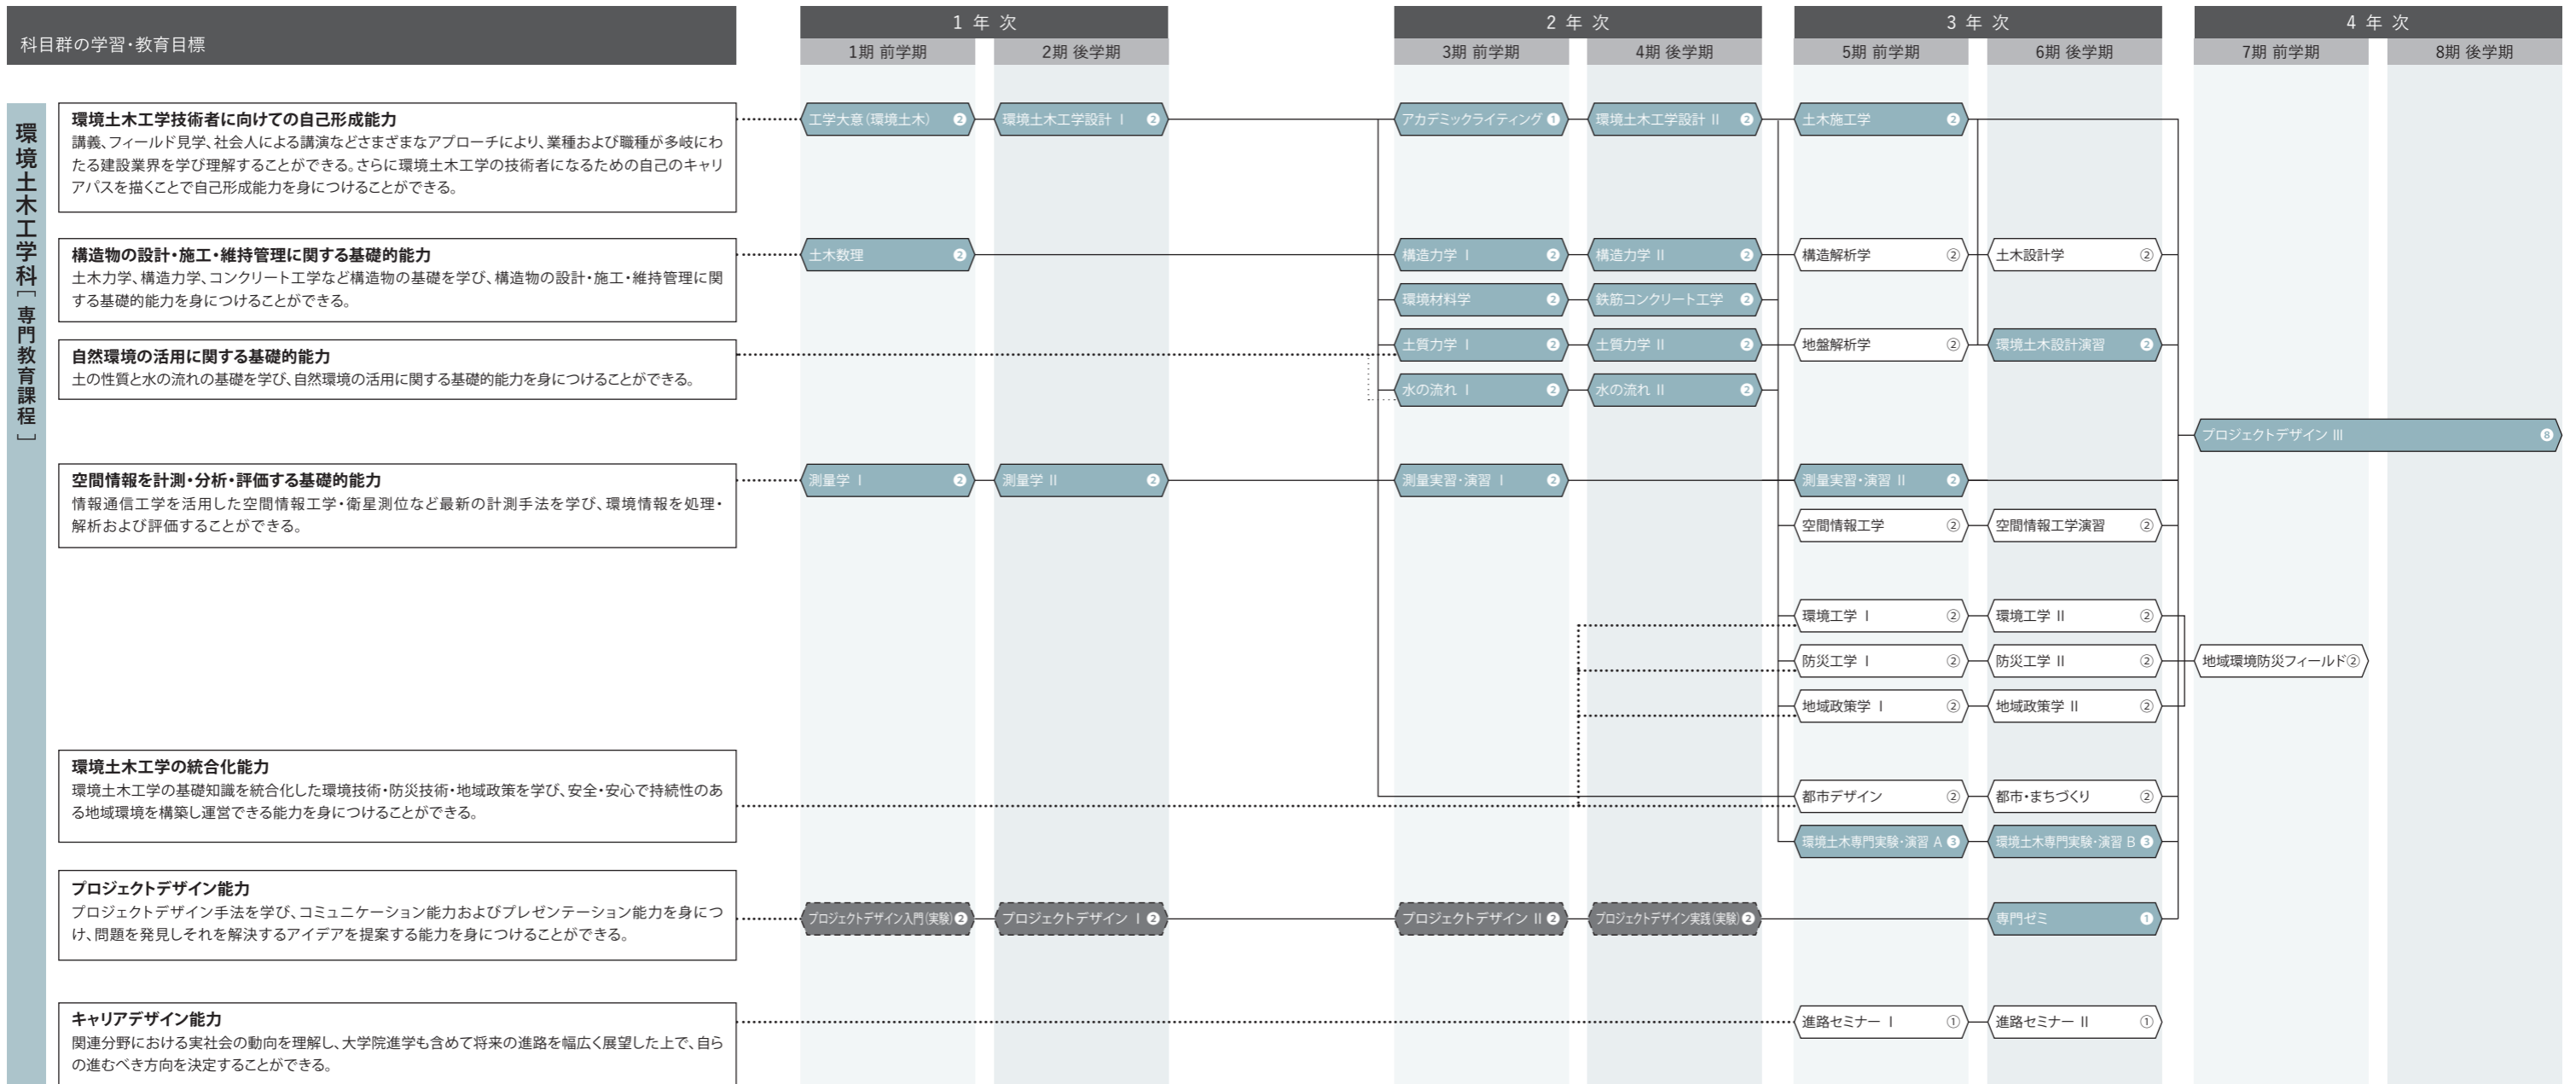 科目群の学習・教育目標
1 年 次
2 年 次
3 年 次
4 年 次
1期 前学期
2期 後学期
3期 前学期
4期 後学期
5期 前学期
6期 後学期
7期 前学期
8期 後学期
環境土木工学科［専門教育課程］
環境土木工学技術者に向けての自己形成能力
講義、フィールド見学、社会人による講演などさまざまなアプローチにより、業種および職種が多岐にわ
たる建設業界を学び理解することができる。さらに環境土木工学の技術者になるための自己のキャリ
アパスを描くことで自己形成能力を身につけることができる。
工学大意（環境土木） ❷
環境土木工学設計 Ⅰ ❷
アカデミックライティング ❶
環境土木工学設計 Ⅱ ❷
土木施工学 ❷
構造物の設計・施工・維持管理に関する基礎的能力
土木力学、構造力学、コンクリート工学など構造物の基礎を学び、構造物の設計・施工・維持管理に関
する基礎的能力を身につけることができる。
土木数理 ❷
構造力学 Ⅰ ❷
構造力学 Ⅱ ❷
構造解析学 ②
土木設計学 ②
環境材料学 ❷
鉄筋コンクリート工学 ❷
自然環境の活用に関する基礎的能力
土の性質と水の流れの基礎を学び、自然環境の活用に関する基礎的能力を身につけることができる。
土質力学 Ⅰ ❷
土質力学 Ⅱ ❷
地盤解析学 ②
環境土木設計演習 ❷
水の流れ Ⅰ ❷
水の流れ Ⅱ ❷
プロジェクトデザイン Ⅲ ❽
空間情報を計測・分析・評価する基礎的能力
情報通信工学を活用した空間情報工学・衛星測位など最新の計測手法を学び、環境情報を処理・
解析および評価することができる。
測量学 Ⅰ ❷
測量学 Ⅱ ❷
測量実習・演習 Ⅰ ❷
測量実習・演習 Ⅱ ❷
空間情報工学 ②
空間情報工学演習 ②
環境工学 Ⅰ ②
環境工学 Ⅱ ②
防災工学 Ⅰ ②
防災工学 Ⅱ ②
地域環境防災フィールド②
地域政策学 Ⅰ ②
地域政策学 Ⅱ ②
環境土木工学の統合化能力
環境土木工学の基礎知識を統合化した環境技術・防災技術・地域政策を学び、安全・安心で持続性のあ
る地域環境を構築し運営できる能力を身につけることができる。
都市デザイン ②
都市・まちづくり ②
環境土木専門実験・演習 A ❸
環境土木専門実験・演習 B ❸
プロジェクトデザイン能力
プロジェクトデザイン手法を学び、コミュニケーション能力およびプレゼンテーション能力を身につ
け、問題を発見しそれを解決するアイデアを提案する能力を身につけることができる。
プロジェクトデザイン入門（実験）❷
プロジェクトデザイン Ⅰ ❷
プロジェクトデザイン Ⅱ ❷
プロジェクトデザイン実践（実験）❷
専門ゼミ ❶
キャリアデザイン能力
関連分野における実社会の動向を理解し、大学院進学も含めて将来の進路を幅広く展望した上で、自ら
の進むべき方向を決定することができる。
進路セミナー Ⅰ ①
進路セミナー Ⅱ ①